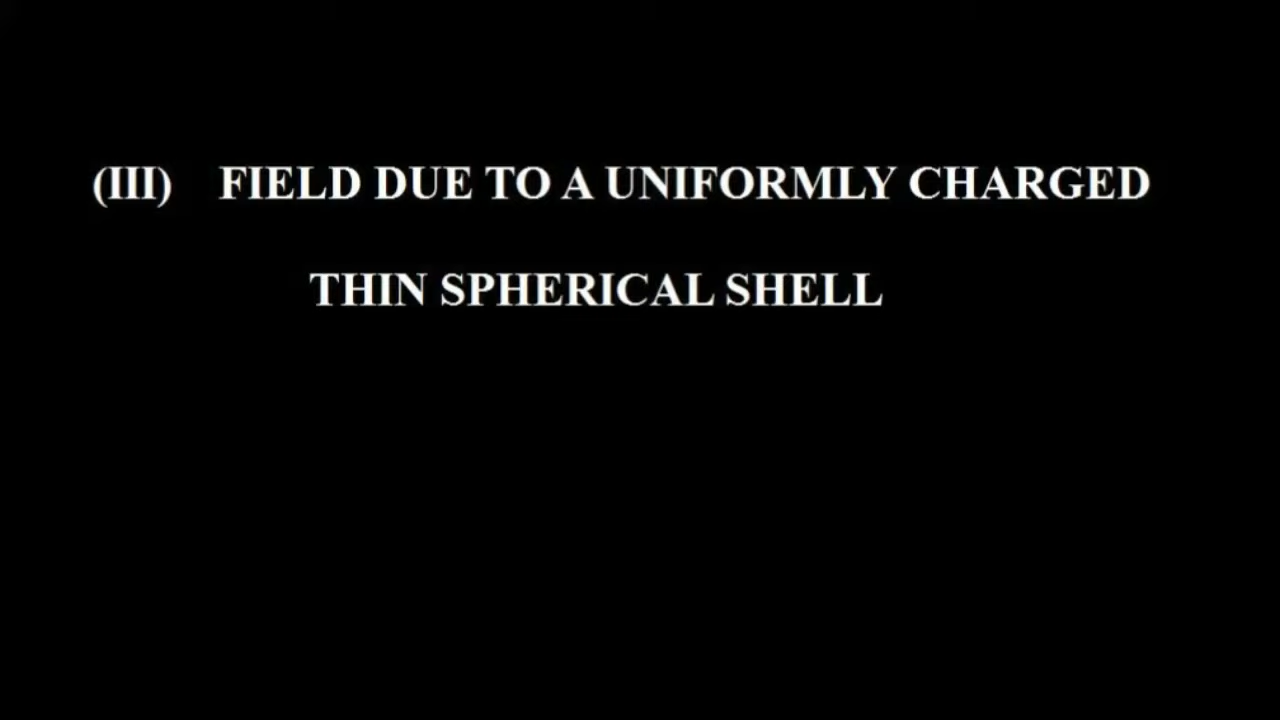 (III) FIELD DUE TO A UNIFORMLY CHARGED
THIN SPHERICAL SHELL